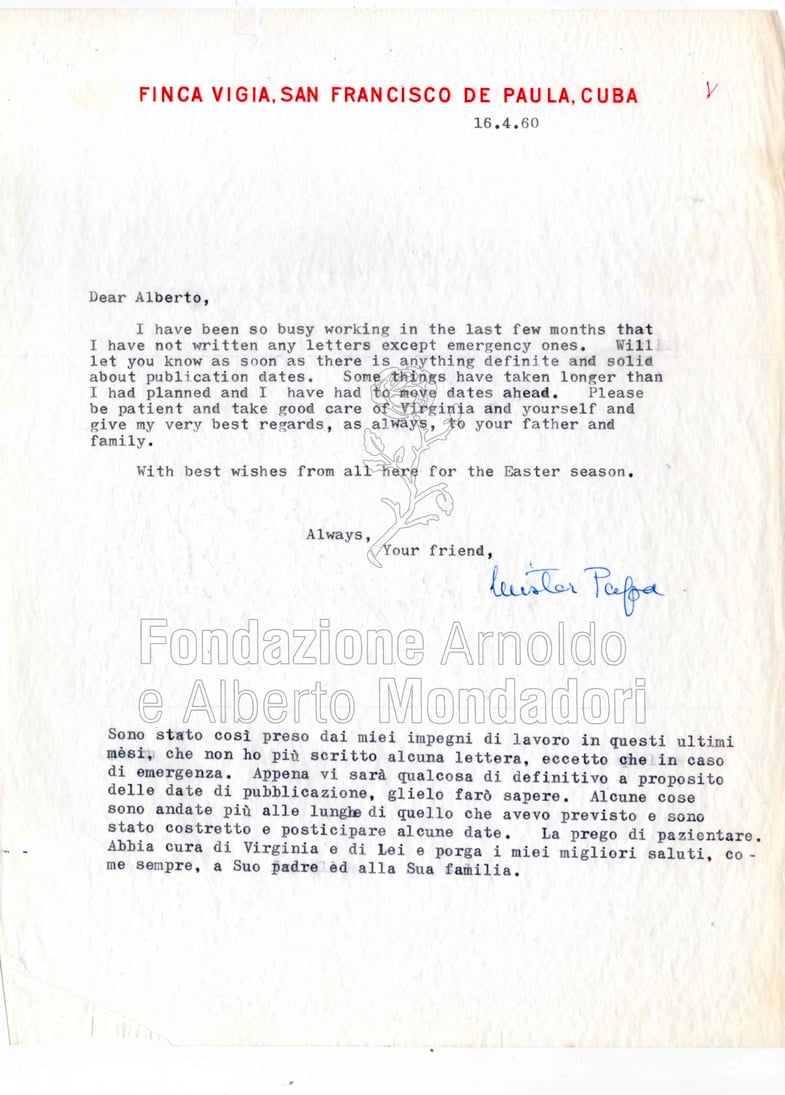 FINCA VIGIA, SAN FRANCISCO DE PAULA, CUBA
V
16.4.60
Dear Alberto,
I have been so busy working in the last few months that
I have not written any letters except emergency ones. Will
let you know as soon as there is anything definite and solid
about publication dates. Some things have taken longer than
I had planned and I have had to move dates ahead. Please
be patient and take good care of Virginia and yourself and
give my very best regards, as always, to your father and
family.
With best wishes from all here for the Easter season.
Always,
Your friend,
Mister Pappa
Fondazione Arnoldo
e Alberto Mondadori
Sono stato così preso dai miei impegni di lavoro in questi ultimi
mesi, che non ho più scritto alcuna lettera, eccetto che in caso
di emergenza. Appena vi sarà qualcosa di definitivo a proposito
delle date di pubblicazione, glielo farò sapere. Alcune cose
sono andate più alle lunghe di quello che avevo previsto e sono
stato costretto e posticipare alcune date. La prego di pazientare.
Abbia cura di Virginia e di Lei e porga i miei migliori saluti, co-
me sempre, a Suo padre ed alla Sua familia.